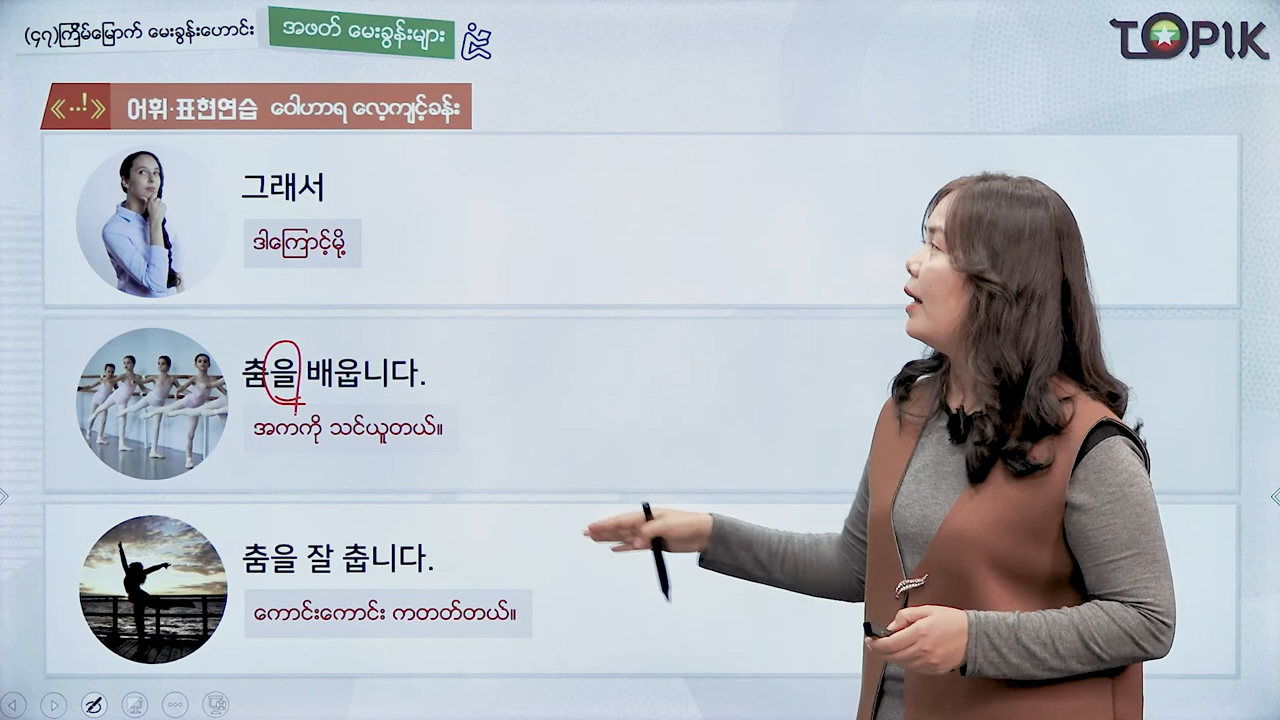 (၄၇)ကြိမ်မြောက် မေးခွန်းဟောင်း
အဖတ် မေးခွန်းများ
TOPIK
어휘·표현연습 ဝေါဟာရ လေ့ကျင့်ခန်း
그래서
ဒါကြောင့်မို့
춤을 배웁니다.
အကကို သင်ယူတယ်။
춤을 잘 춥니다.
ကောင်းကောင်း ကတတ်တယ်။